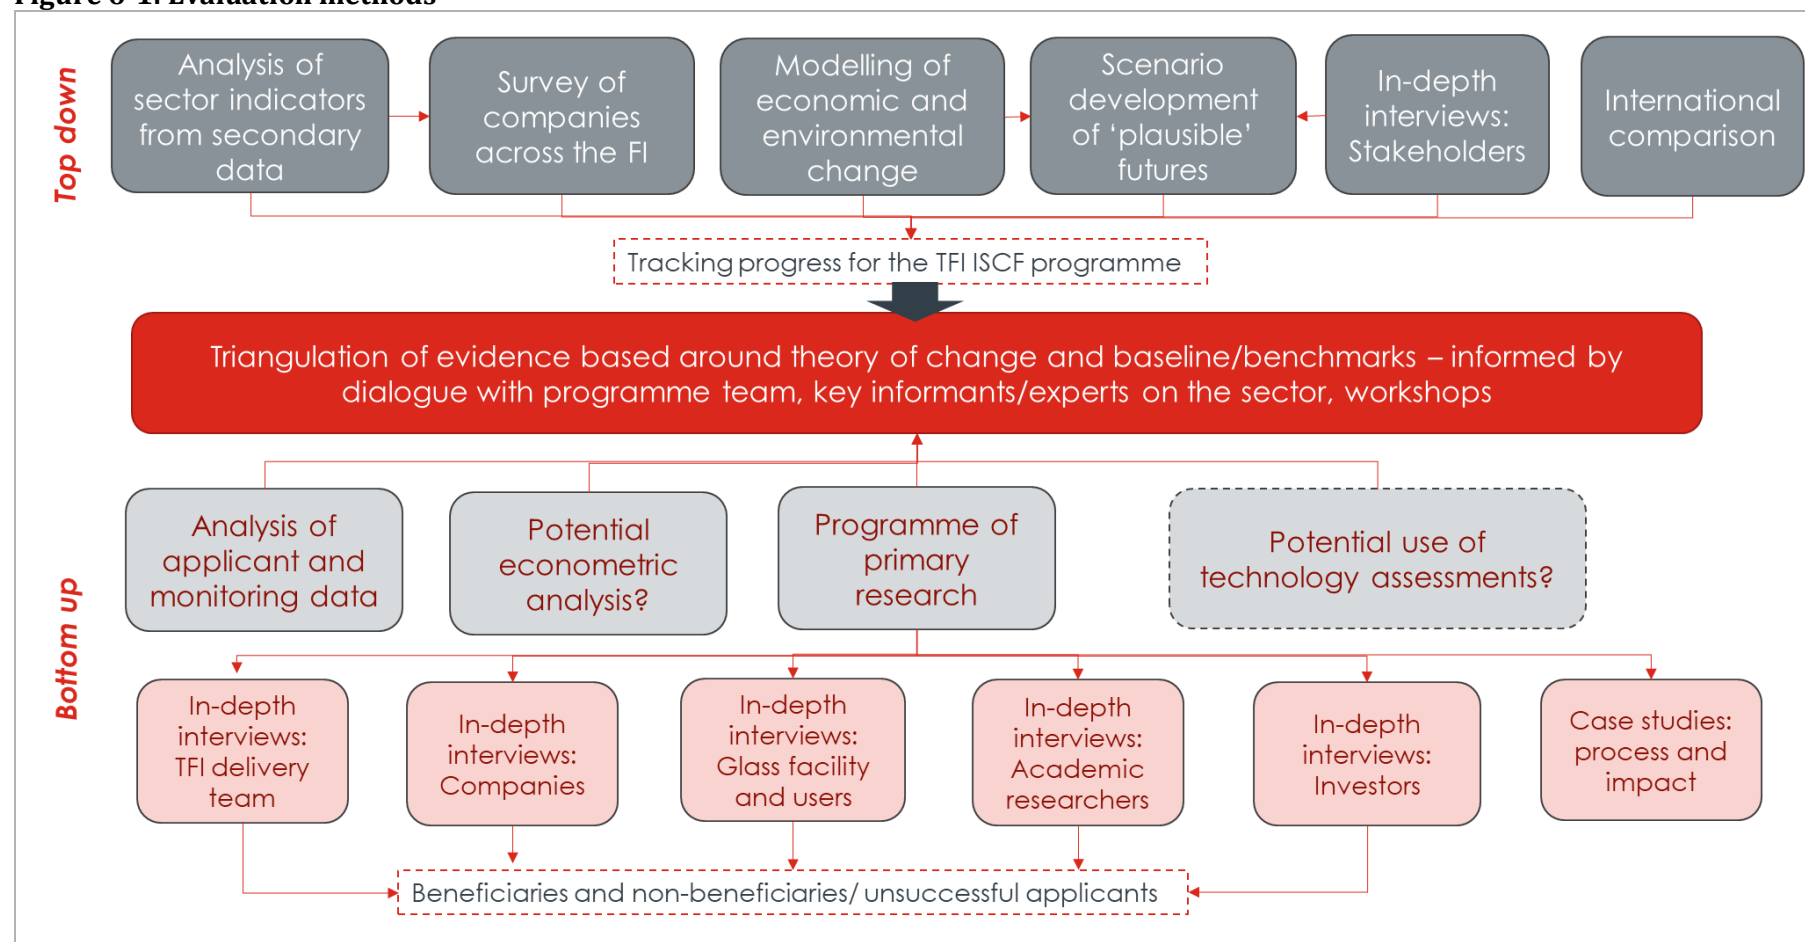 Figure 6-1: Evaluation methods
Top down
Analysis of
sector indicators
from secondary
data
Survey of
companies
across the FI
Modelling of
economic and
environmental
change
Scenario
development
of ‘plausible’
futures
In-depth
interviews:
Stakeholders
International
comparison
Tracking progress for the TFI ISCF programme
Triangulation of evidence based around theory of change and baseline/benchmarks – informed by
dialogue with programme team, key informants/experts on the sector, workshops
Bottom up
Analysis of
applicant and
monitoring data
Potential
econometric
analysis?
Programme of
primary
research
Potential use of
technology assessments?
In-depth
interviews:
TFI delivery
team
In-depth
interviews:
Companies
In-depth
interviews:
Glass facility
and users
In-depth
interviews:
Academic
researchers
In-depth
interviews:
Investors
Case studies:
process and
impact
Beneficiaries and non-beneficiaries/ unsuccessful applicants